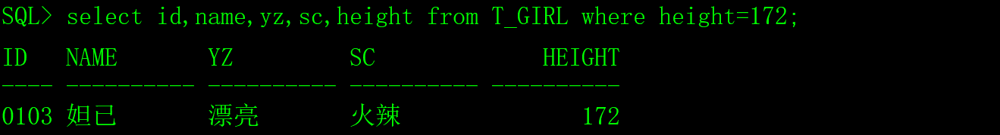 SQL> select id,name,yz,sc,height from T_GIRL where height=172;
ID   NAME       YZ         SC             HEIGHT
---- ---------- ---------- ---------- ----------
0103 妲己       漂亮       火辣              172